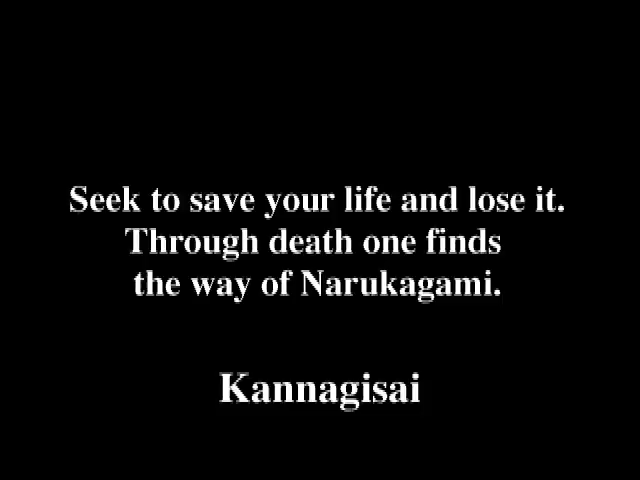 Seek to save your life and lose it.
Through death one finds
the way of Narukagami.
Kannagisai